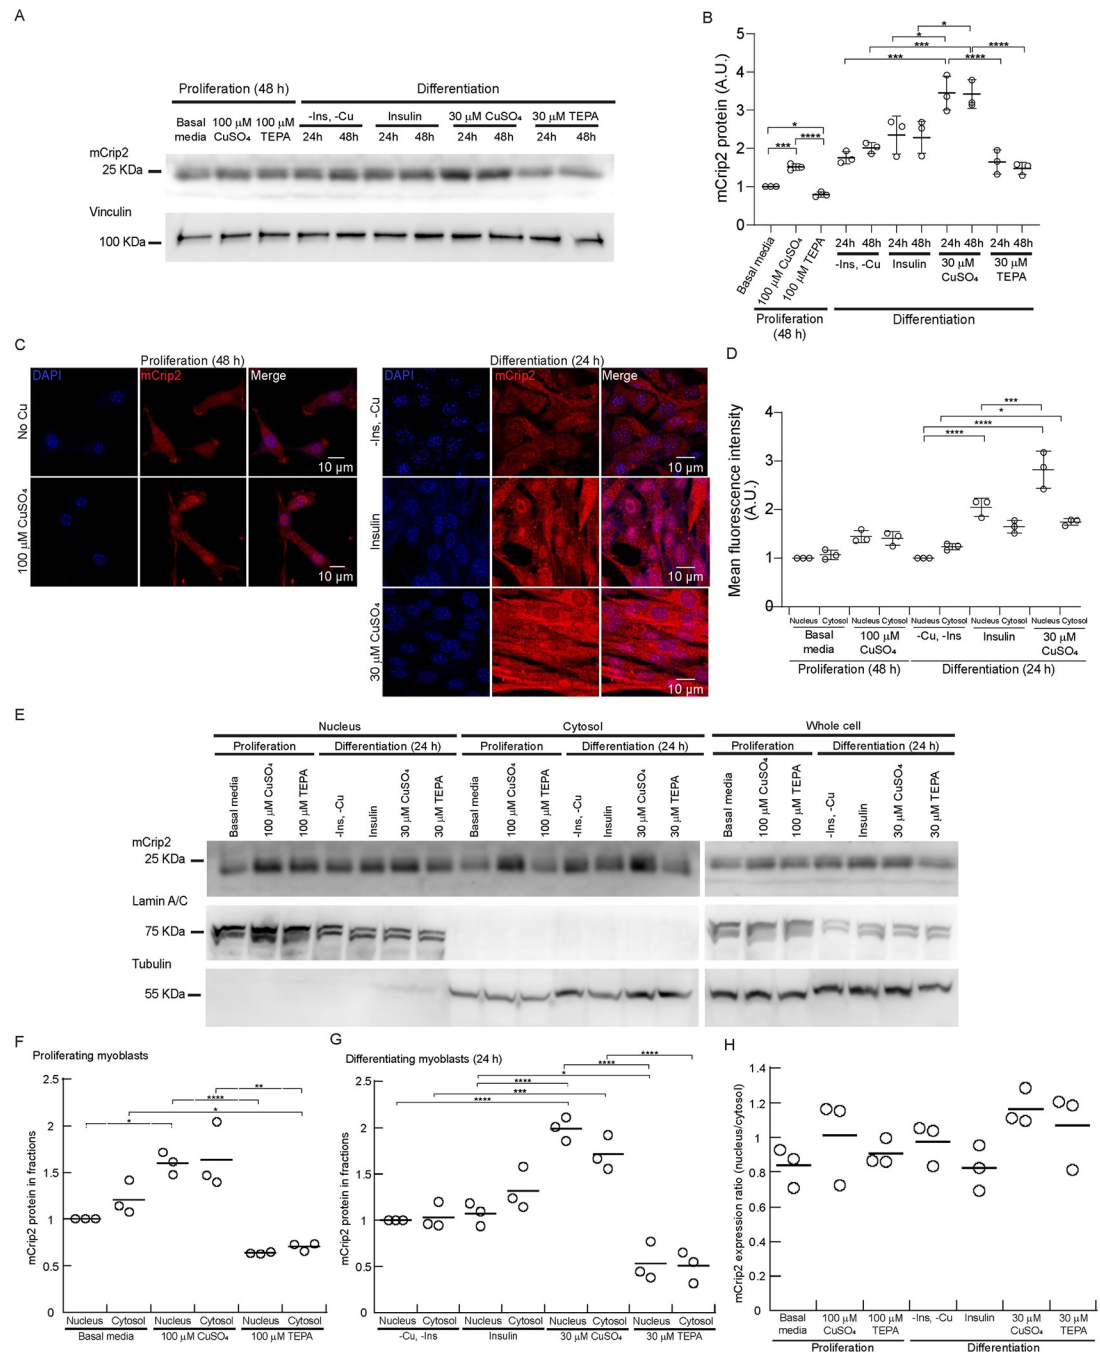 A
Proliferation (48 h)
Differentiation
Basal media
100 μM CuSO₄
100 μM TEPA
-Ins, -Cu
Insulin
30 μM CuSO₄
30 μM TEPA
24h 48h 24h 48h 24h 48h 24h 48h
mCrip2
25 KDa
Vinculin
100 KDa
B
mCrip2 protein (A.U.)
5
4
3
2
1
0
* *** **** *** *** * * **** ****
Basal media
100 μM CuSO₄
100 μM TEPA
24h 48h 24h 48h 24h 48h 24h 48h
-Ins, -Cu
Insulin
30 μM CuSO₄
30 μM TEPA
Proliferation (48 h)
Differentiation
C
Proliferation (48 h)
DAPI mCrip2 Merge
No Cu
10 μm
100 μM CuSO₄
10 μm
Differentiation (24 h)
DAPI mCrip2 Merge
-Ins, -Cu
10 μm
Insulin
10 μm
30 μM CuSO₄
10 μm
D
Mean fluorescence intensity (A.U.)
4
3
2
1
0
***
*
****
****
Nucleus Cytosol Nucleus Cytosol Nucleus Cytosol Nucleus Cytosol Nucleus Cytosol
Basal media
100 μM CuSO₄
-Cu, -Ins
Insulin
30 μM CuSO₄
Proliferation (48 h)
Differentiation (24 h)
E
Nucleus
Cytosol
Whole cell
Proliferation Differentiation (24 h) Proliferation Differentiation (24 h) Proliferation Differentiation (24 h)
Basal media 100 μM CuSO₄ 100 μM TEPA -Ins, -Cu Insulin 30 μM CuSO₄ 30 μM TEPA
Basal media 100 μM CuSO₄ 100 μM TEPA -Ins, -Cu Insulin 30 μM CuSO₄ 30 μM TEPA
Basal media 100 μM CuSO₄ 100 μM TEPA -Ins, -Cu Insulin 30 μM CuSO₄ 30 μM TEPA
mCrip2
25 KDa
Lamin A/C
75 KDa
Tubulin
55 KDa
F
Proliferating myoblasts
mCrip2 protein in fractions
2.5
2
1.5
1
0.5
0
**
****
*
*
Nucleus Cytosol Nucleus Cytosol Nucleus Cytosol
Basal media 100 μM CuSO₄ 100 μM TEPA
G
Differentiating myoblasts (24 h)
mCrip2 protein in fractions
2.5
2
1.5
1
0.5
0
****
****
*
****
***
****
Nucleus Cytosol Nucleus Cytosol Nucleus Cytosol Nucleus Cytosol
-Cu, -Ins Insulin 30 μM CuSO₄ 30 μM TEPA
H
mCrip2 expression ratio (nucleus/cytosol)
1.4
1.2
1
0.8
0.6
0.4
0.2
0
Basal media
100 μM CuSO₄
100 μM TEPA
-Ins, -Cu
Insulin
30 μM CuSO₄
30 μM TEPA
Proliferation
Differentiation